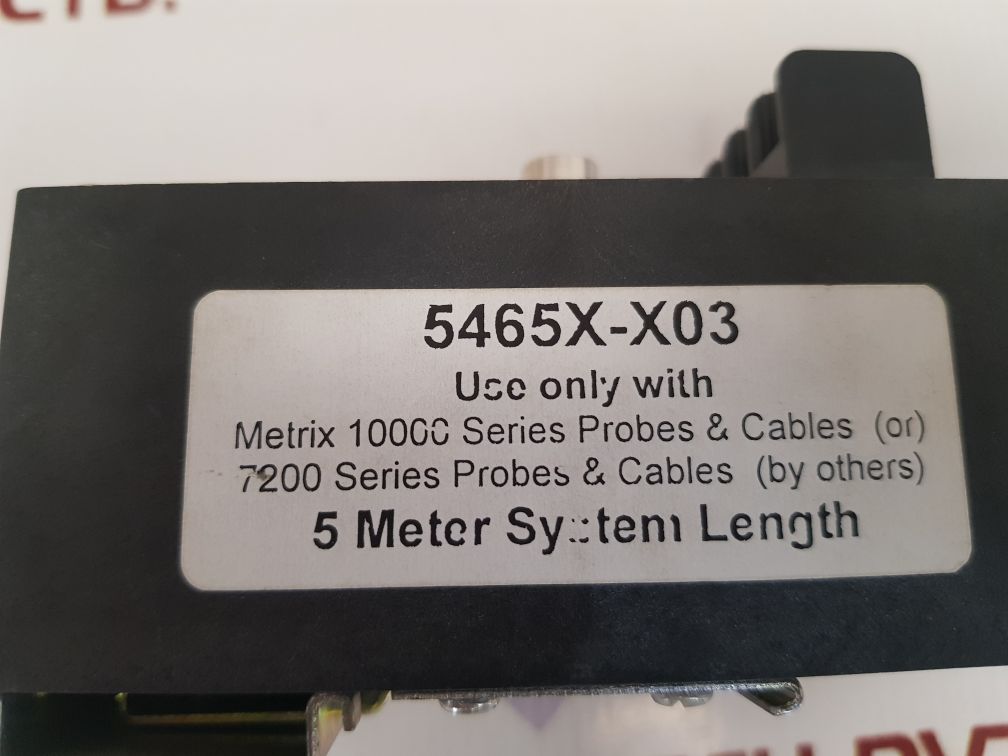 LTD.
5465X-X03
Use only with
Metrix 10000 Series Probes & Cables (or)
7200 Series Probes & Cables (by others)
5 Meter System Length